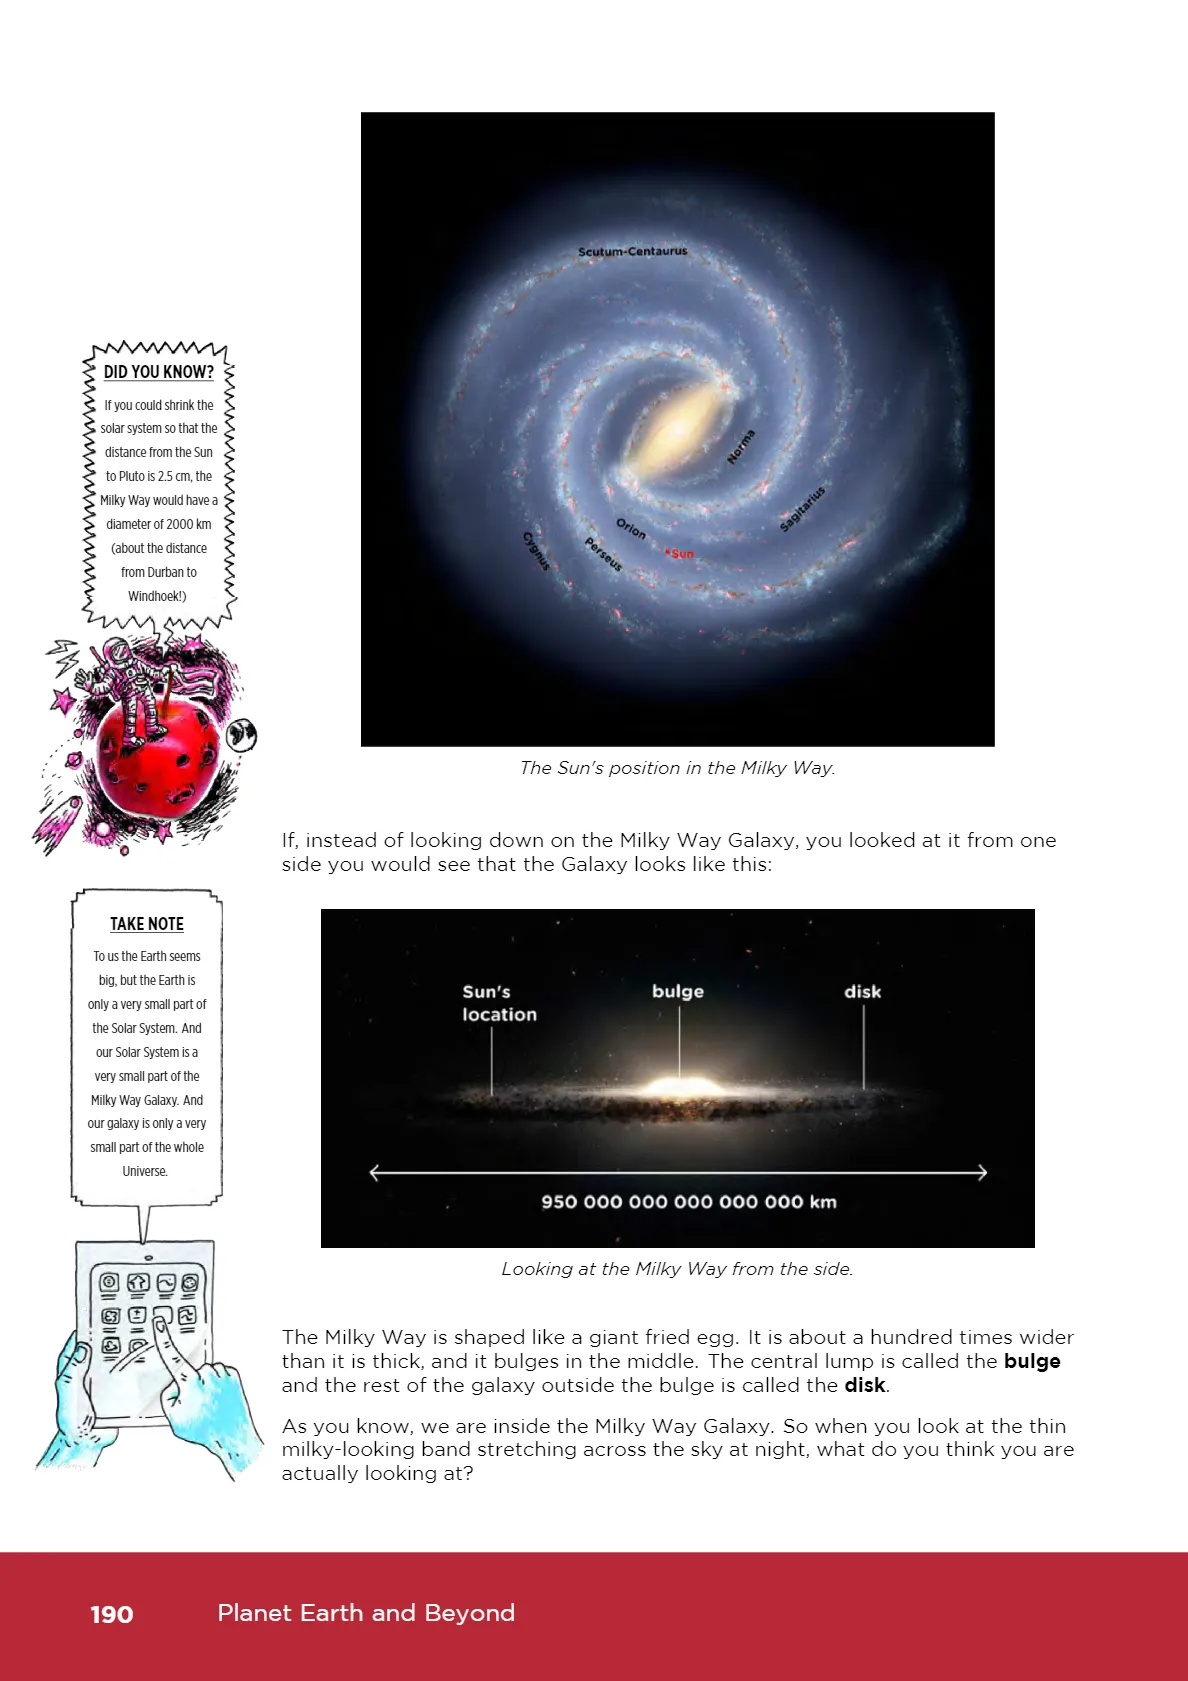 Scutum-Centaurus
Norma
Sagitarius
Orion
Sun
Perseus
Cygnus
The Sun's position in the Milky Way.
DID YOU KNOW?
If you could shrink the
solar system so that the
distance from the Sun
to Pluto is 2.5 cm, the
Milky Way would have a
diameter of 2000 km
(about the distance
from Durban to
Windhoek!)
If, instead of looking down on the Milky Way Galaxy, you looked at it from one
side you would see that the Galaxy looks like this:
TAKE NOTE
To us the Earth seems
big, but the Earth is
only a very small part of
the Solar System. And
our Solar System is a
very small part of the
Milky Way Galaxy. And
our galaxy is only a very
small part of the whole
Universe.
Sun's
location
bulge
disk
950 000 000 000 000 000 km
Looking at the Milky Way from the side.
The Milky Way is shaped like a giant fried egg. It is about a hundred times wider
than it is thick, and it bulges in the middle. The central lump is called the bulge
and the rest of the galaxy outside the bulge is called the disk.
As you know, we are inside the Milky Way Galaxy. So when you look at the thin
milky-looking band stretching across the sky at night, what do you think you are
actually looking at?
190 Planet Earth and Beyond